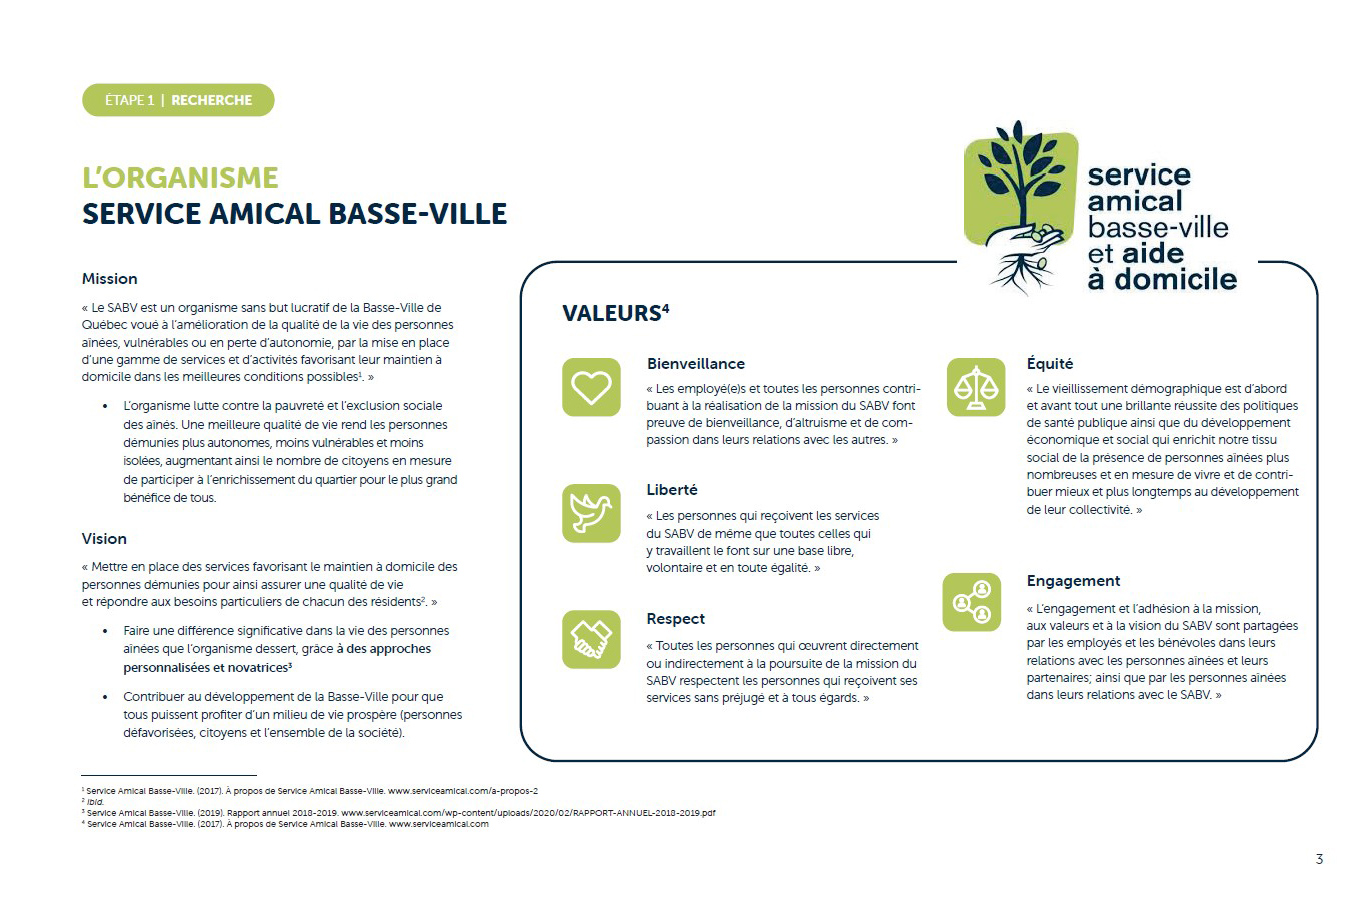 ÉTAPE 1 | RECHERCHE
L’ORGANISME
SERVICE AMICAL BASSE-VILLE
Mission
« Le SABV est un organisme sans but lucratif de la Basse-Ville de
Québec voué à l’amélioration de la qualité de la vie des personnes
aînées, vulnérables ou en perte d’autonomie, par la mise en place
d’une gamme de services et d’activités favorisant leur maintien à
domicile dans les meilleures conditions possibles¹. »
• L’organisme lutte contre la pauvreté et l’exclusion sociale
des aînés. Une meilleure qualité de vie rend les personnes
démunies plus autonomes, moins vulnérables et moins
isolées, augmentant ainsi le nombre de citoyens en mesure
de participer à l’enrichissement du quartier pour le plus grand
bénéfice de tous.
Vision
« Mettre en place des services favorisant le maintien à domicile des
personnes démunies pour ainsi assurer une qualité de vie
et répondre aux besoins particuliers de chacun des résidents². »
• Faire une différence significative dans la vie des personnes
aînées que l’organisme dessert, grâce à des approches
personnalisées et novatrices³
• Contribuer au développement de la Basse-Ville pour que
tous puissent profiter d’un milieu de vie prospère (personnes
défavorisées, citoyens et l’ensemble de la société).
service
amical
basse-ville
et aide
à domicile
VALEURS⁴
Bienveillance
« Les employé(e)s et toutes les personnes contri-
buant à la réalisation de la mission du SABV font
preuve de bienveillance, d’altruisme et de com-
passion dans leurs relations avec les autres. »
Liberté
« Les personnes qui reçoivent les services
du SABV de même que toutes celles qui
y travaillent le font sur une base libre,
volontaire et en toute égalité. »
Respect
« Toutes les personnes qui œuvrent directement
ou indirectement à la poursuite de la mission du
SABV respectent les personnes qui reçoivent ses
services sans préjugé et à tous égards. »
Équité
« Le vieillissement démographique est d’abord
et avant tout une brillante réussite des politiques
de santé publique ainsi que du développement
économique et social qui enrichit notre tissu
social de la présence de personnes aînées plus
nombreuses et en mesure de vivre et de contri-
buer mieux et plus longtemps au développement
de leur collectivité. »
Engagement
« L’engagement et l’adhésion à la mission,
aux valeurs et à la vision du SABV sont partagées
par les employés et les bénévoles dans leurs
relations avec les personnes aînées et leurs
partenaires; ainsi que par les personnes aînées
dans leurs relations avec le SABV. »
¹ Service Amical Basse-Ville. (2017). À propos de Service Amical Basse-Ville. www.serviceamical.com/a-propos-2
² Ibid.
³ Service Amical Basse-Ville. (2019). Rapport annuel 2018-2019. www.serviceamical.com/wp-content/uploads/2020/02/RAPPORT-ANNUEL-2018-2019.pdf
⁴ Service Amical Basse-Ville. (2017). À propos de Service Amical Basse-Ville. www.serviceamical.com
3